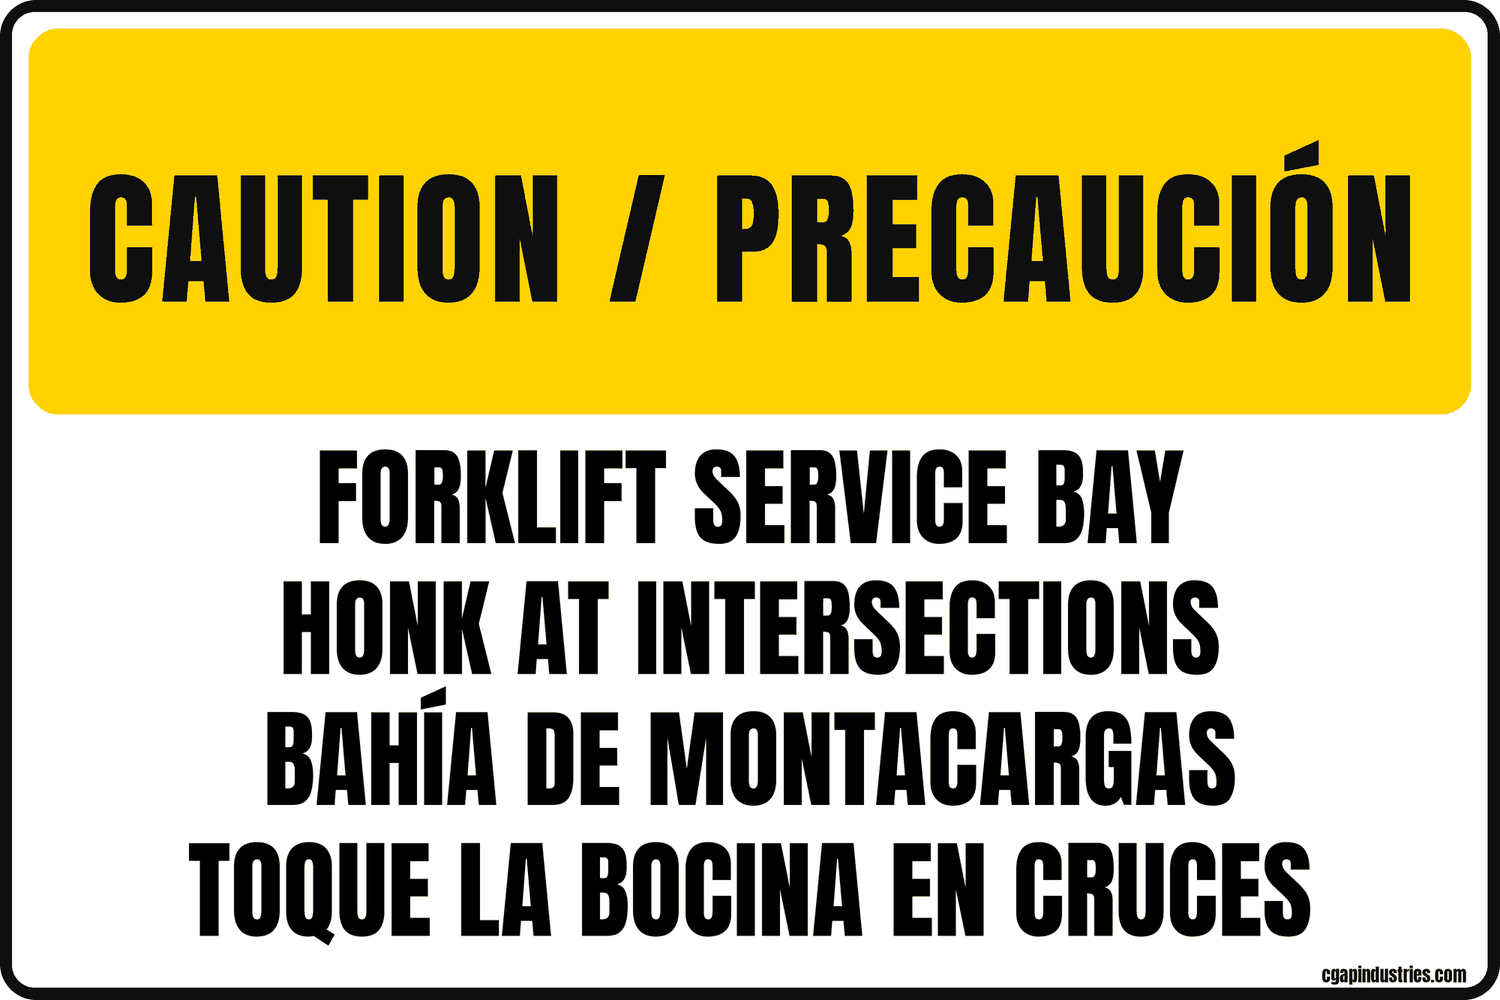 CAUTION / PRECAUCIÓN
FORKLIFT SERVICE BAY
HONK AT INTERSECTIONS
BAHÍA DE MONTACARGAS
TOQUE LA BOCINA EN CRUCES
cgapindustries.com